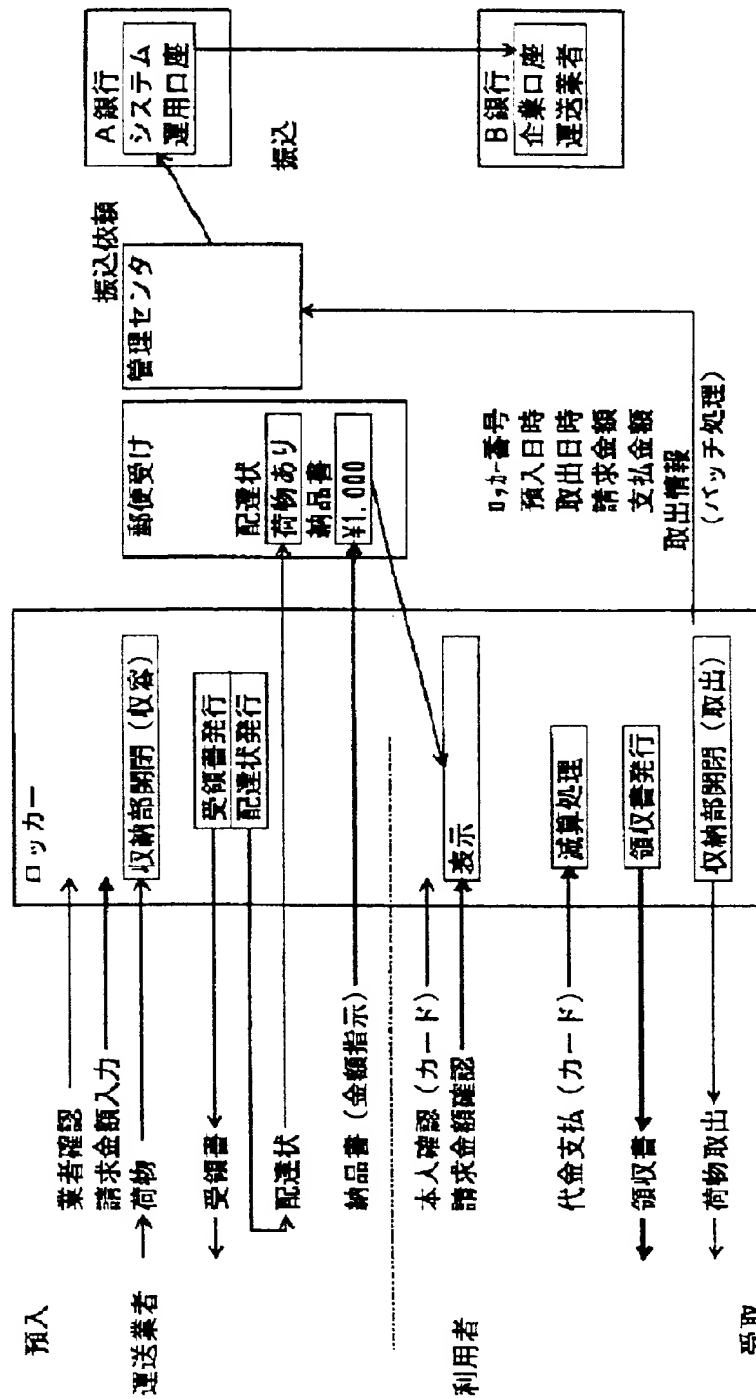 預入
運送業者
業者確認
請求金額入力
荷物
受領書
配達状
納品書(金額指示)
ロッカー
収納部開閉(収容)
受領書発行
配達状発行
郵便受け
配達状
荷物あり
納品書
¥1,000
利用者
本人確認(カード)
請求金額確認
代金支払(カード)
領収書
荷物取出
受取
表示
減算処理
領収書発行
収納部開閉(取出)
ロッカー番号
預入日時
取出日時
請求金額
支払金額
取出情報
(バッチ処理)
管理センタ
振込依頼
A銀行
システム
運用口座
振込
B銀行
企業口座
運送業者